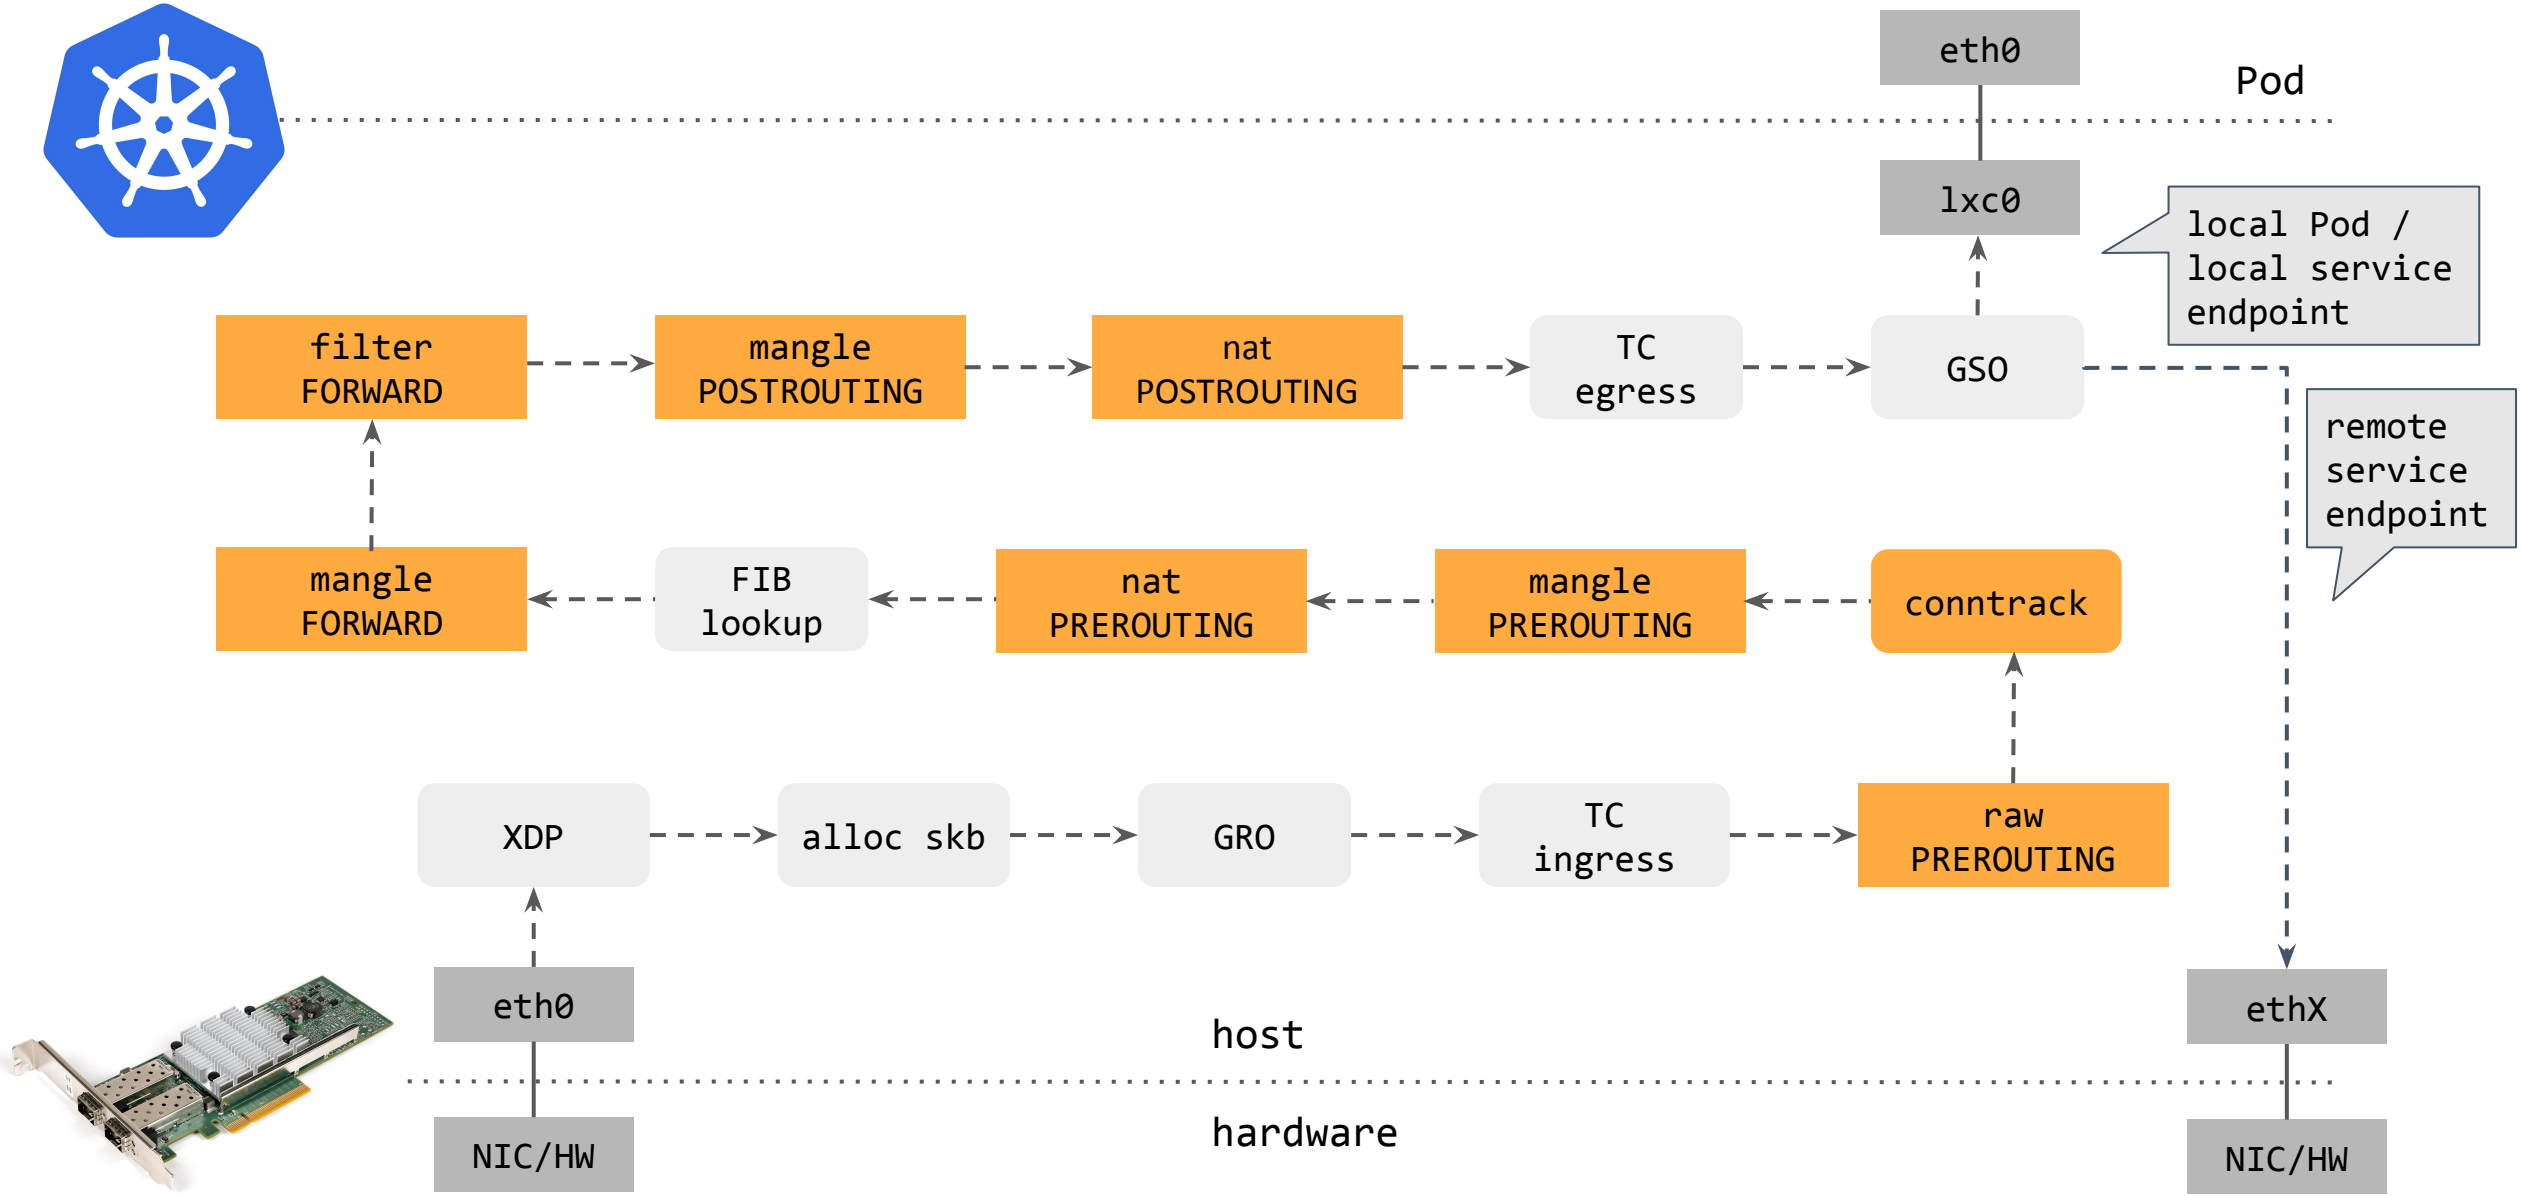 eth0
Pod
lxc0
local Pod /
local service
endpoint
filter
FORWARD
mangle
POSTROUTING
nat
POSTROUTING
TC
egress
GSO
remote
service
endpoint
mangle
FORWARD
FIB
lookup
nat
PREROUTING
mangle
PREROUTING
conntrack
XDP
alloc skb
GRO
TC
ingress
raw
PREROUTING
eth0
host
ethX
hardware
NIC/HW
NIC/HW